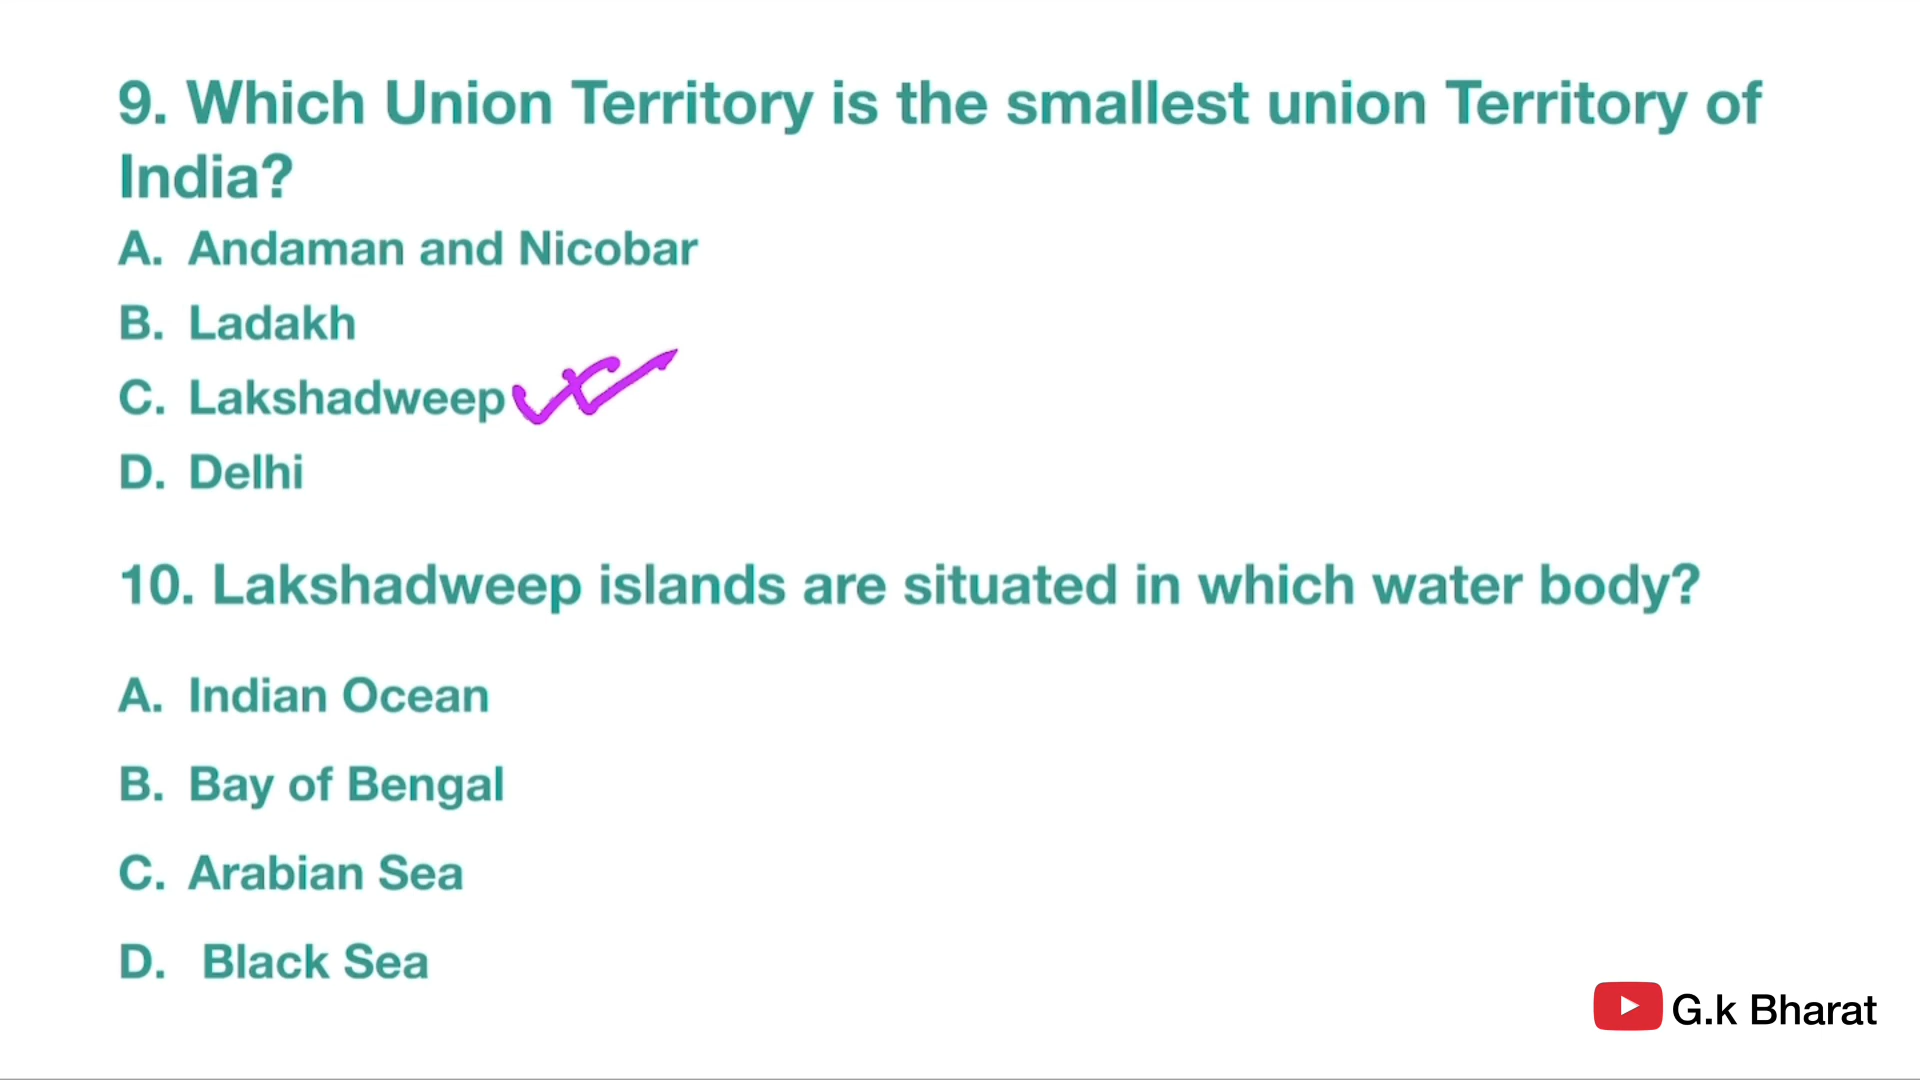 9. Which Union Territory is the smallest union Territory of
India?
A. Andaman and Nicobar
B. Ladakh
C. Lakshadweep
D. Delhi
10. Lakshadweep islands are situated in which water body?
A. Indian Ocean
B. Bay of Bengal
C. Arabian Sea
D. Black Sea
G.k Bharat